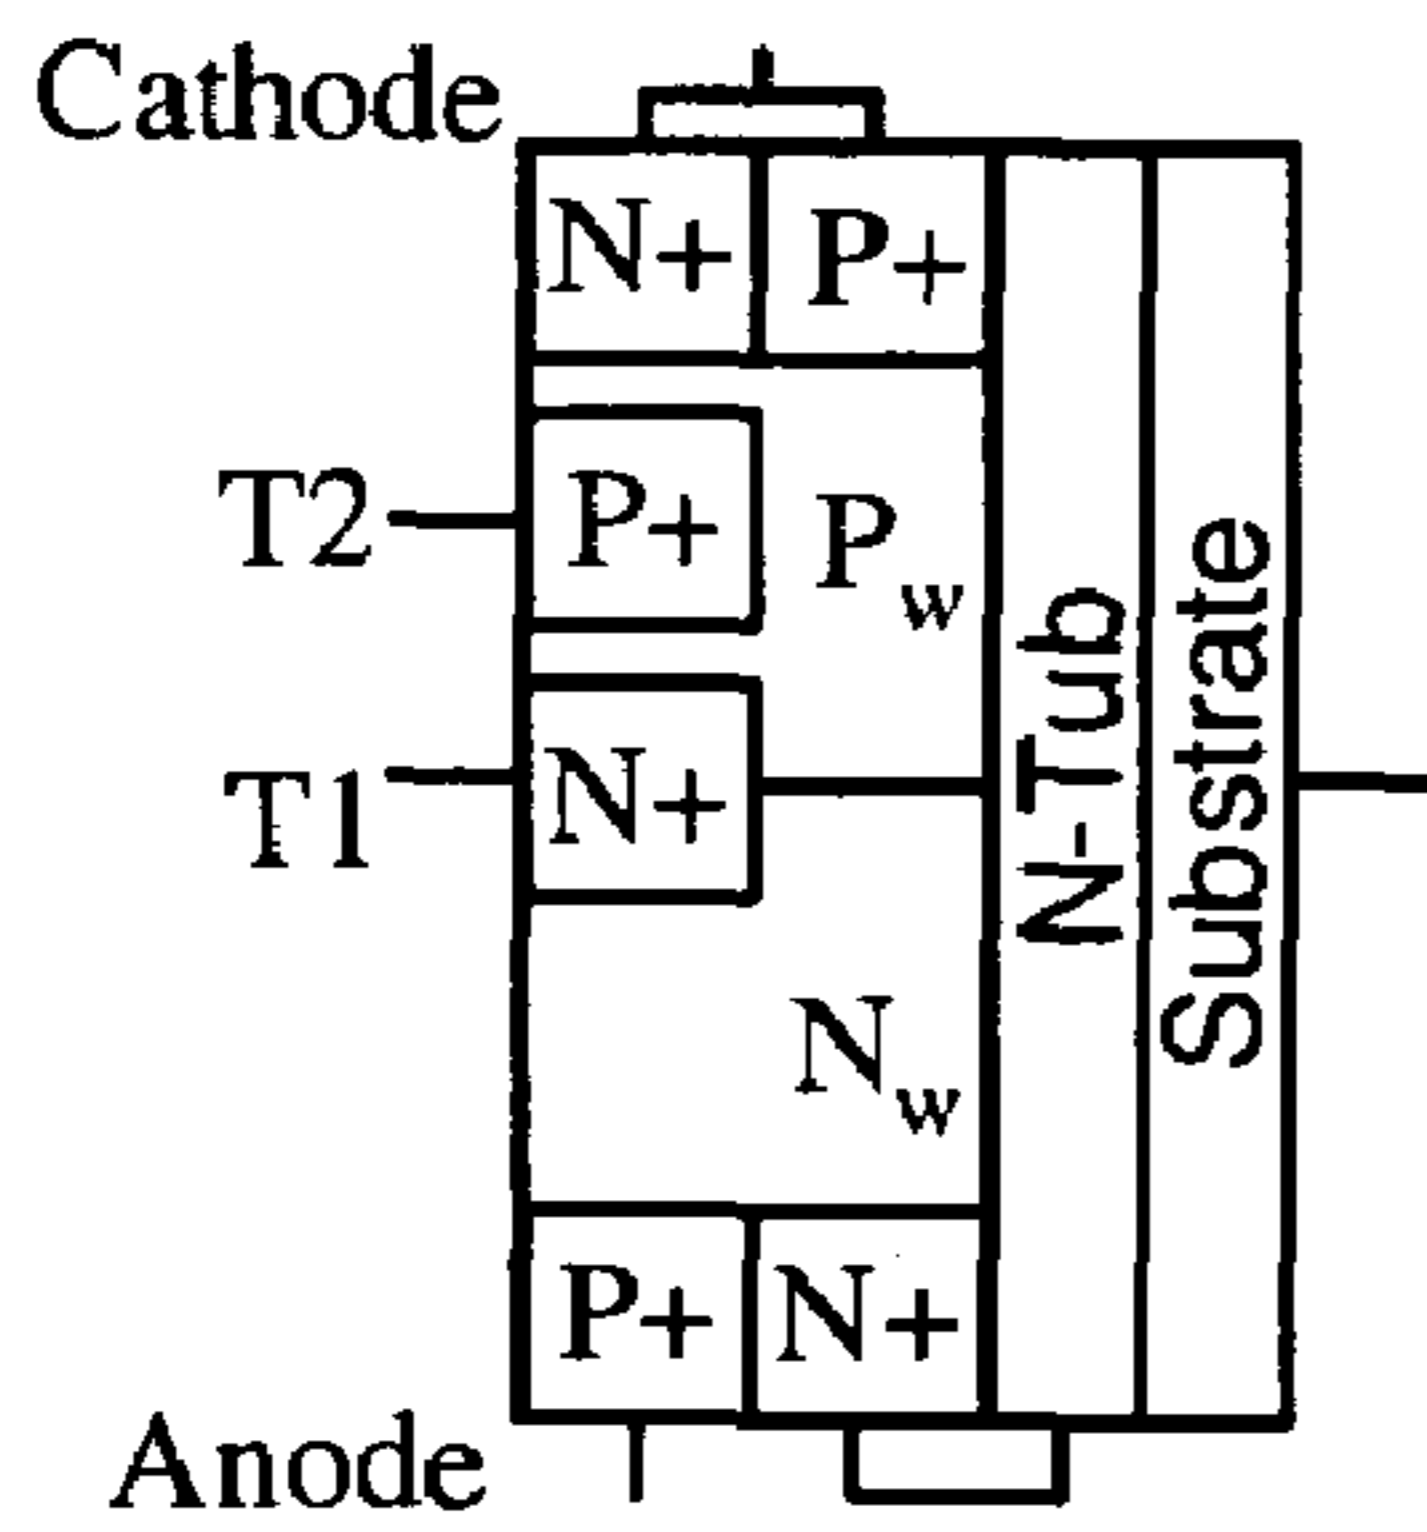 Cathode
N+ P+
T2 P+ Pw
T1 N+
Nw
P+ N+
Anode
N-Tub
Substrate